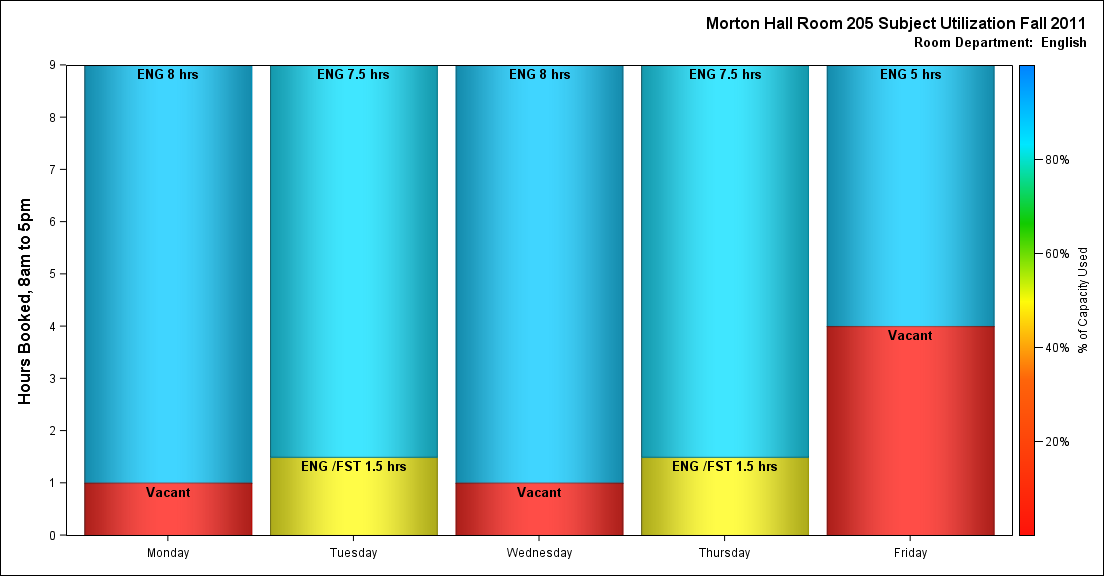 Morton Hall Room 205 Subject Utilization Fall 2011
Room Department:  English
Hours Booked, 8am to 5pm
9
8
7
6
5
4
3
2
1
0
ENG 8 hrs
Vacant
ENG 7.5 hrs
ENG /FST 1.5 hrs
ENG 8 hrs
Vacant
ENG 7.5 hrs
ENG /FST 1.5 hrs
ENG 5 hrs
Vacant
Monday
Tuesday
Wednesday
Thursday
Friday
80%
60%
40%
20%
% of Capacity Used